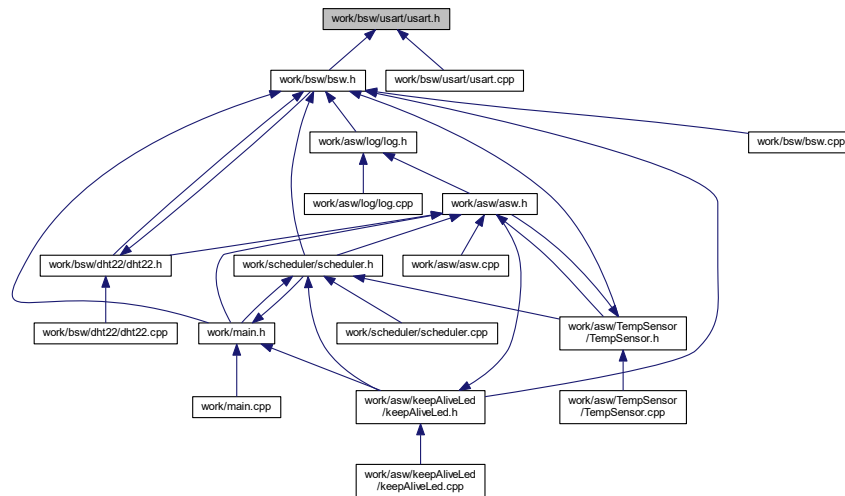 work/bsw/usart/usart.h
work/bsw/bsw.h
work/bsw/usart/usart.cpp
work/asw/log/log.h
work/bsw/bsw.cpp
work/asw/log/log.cpp
work/asw/asw.h
work/bsw/dht22/dht22.h
work/scheduler/scheduler.h
work/asw/asw.cpp
work/bsw/dht22/dht22.cpp
work/main.h
work/scheduler/scheduler.cpp
work/asw/TempSensor
/TempSensor.h
work/main.cpp
work/asw/keepAliveLed
/keepAliveLed.h
work/asw/TempSensor
/TempSensor.cpp
work/asw/keepAliveLed
/keepAliveLed.cpp